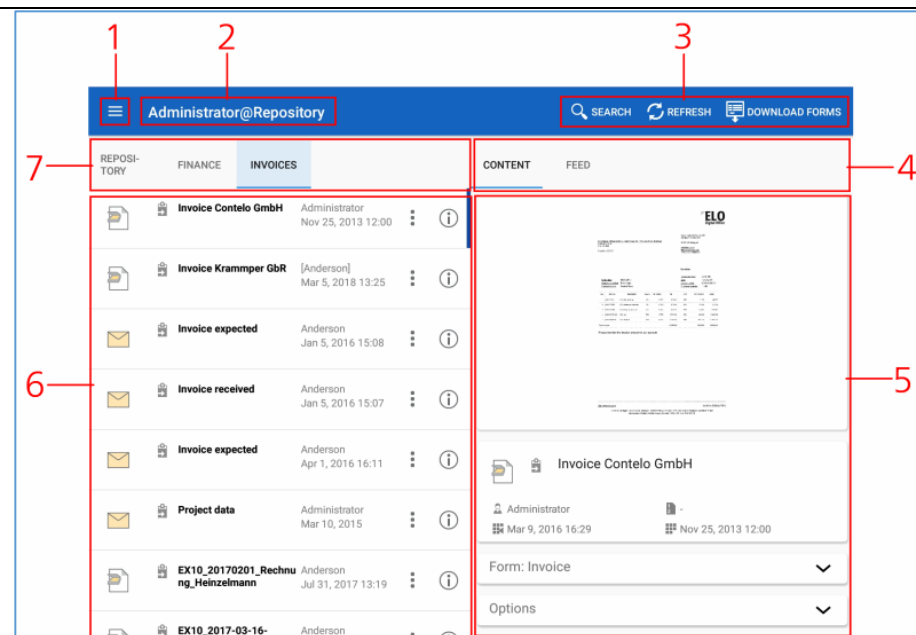 1
2
3
Administrator@Repository
SEARCH
REFRESH
DOWNLOAD FORMS
7
REPOSI-
TORY
FINANCE
INVOICES
CONTENT
FEED
4
Invoice Contelo GmbH
Administrator
Nov 25, 2013 12:00
Invoice Krammper GbR
[Anderson]
Mar 5, 2018 13:25
Invoice expected
Anderson
Jan 5, 2016 15:08
6
Invoice received
Anderson
Jan 5, 2016 15:07
Invoice expected
Anderson
Apr 1, 2016 16:11
Project data
Administrator
Mar 10, 2015
EX10_20170201_Rechnu
ng_Heinzelmann
Anderson
Jul 31, 2017 13:19
EX10_2017-03-16-
Anderson
ELO
5
Invoice Contelo GmbH
Administrator
-
Mar 9, 2016 16:29
Nov 25, 2013 12:00
Form: Invoice
Options